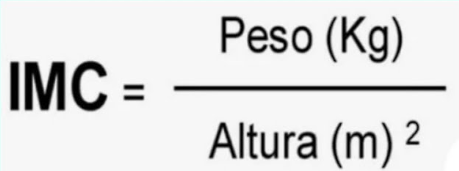 Peso (Kg)
IMC =
Altura (m) 2